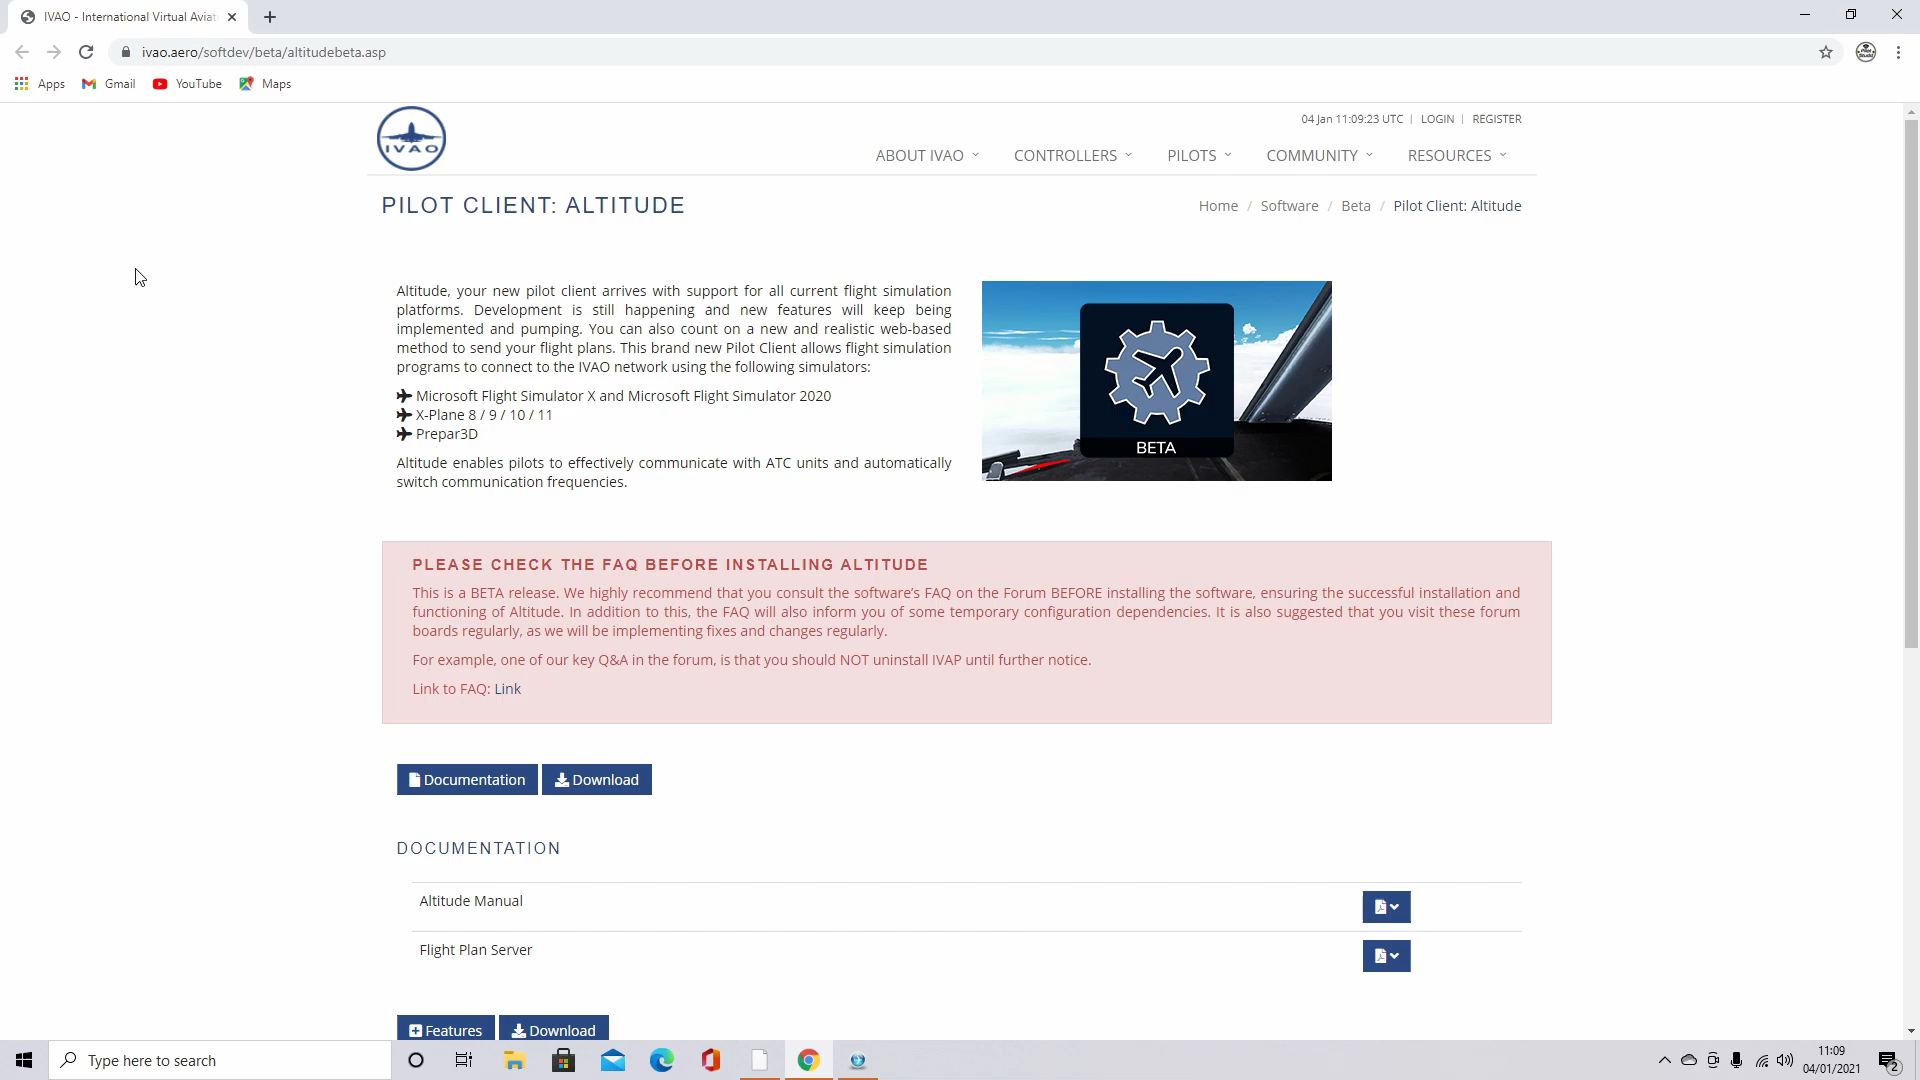 IVAO - International Virtual Aviat
ivao.aero/softdev/beta/altitudebeta.asp
Apps
Gmail
YouTube
Maps
IVAO
04 Jan 11:09:23 UTC | LOGIN | REGISTER
ABOUT IVAO
CONTROLLERS
PILOTS
COMMUNITY
RESOURCES
PILOT CLIENT: ALTITUDE
Home / Software / Beta / Pilot Client: Altitude
Altitude, your new pilot client arrives with support for all current flight simulation
platforms. Development is still happening and new features will keep being
implemented and pumping. You can also count on a new and realistic web-based
method to send your flight plans. This brand new Pilot Client allows flight simulation
programs to connect to the IVAO network using the following simulators:
Microsoft Flight Simulator X and Microsoft Flight Simulator 2020
X-Plane 8 / 9 / 10 / 11
Prepar3D
Altitude enables pilots to effectively communicate with ATC units and automatically
switch communication frequencies.
BETA
PLEASE CHECK THE FAQ BEFORE INSTALLING ALTITUDE
This is a BETA release. We highly recommend that you consult the software's FAQ on the Forum BEFORE installing the software, ensuring the successful installation and
functioning of Altitude. In addition to this, the FAQ will also inform you of some temporary configuration dependencies. It is also suggested that you visit these forum
boards regularly, as we will be implementing fixes and changes regularly.
For example, one of our key Q&A in the forum, is that you should NOT uninstall IVAP until further notice.
Link to FAQ: Link
Documentation
Download
DOCUMENTATION
Altitude Manual
Flight Plan Server
Features
Download
Type here to search
11:09
04/01/2021
2